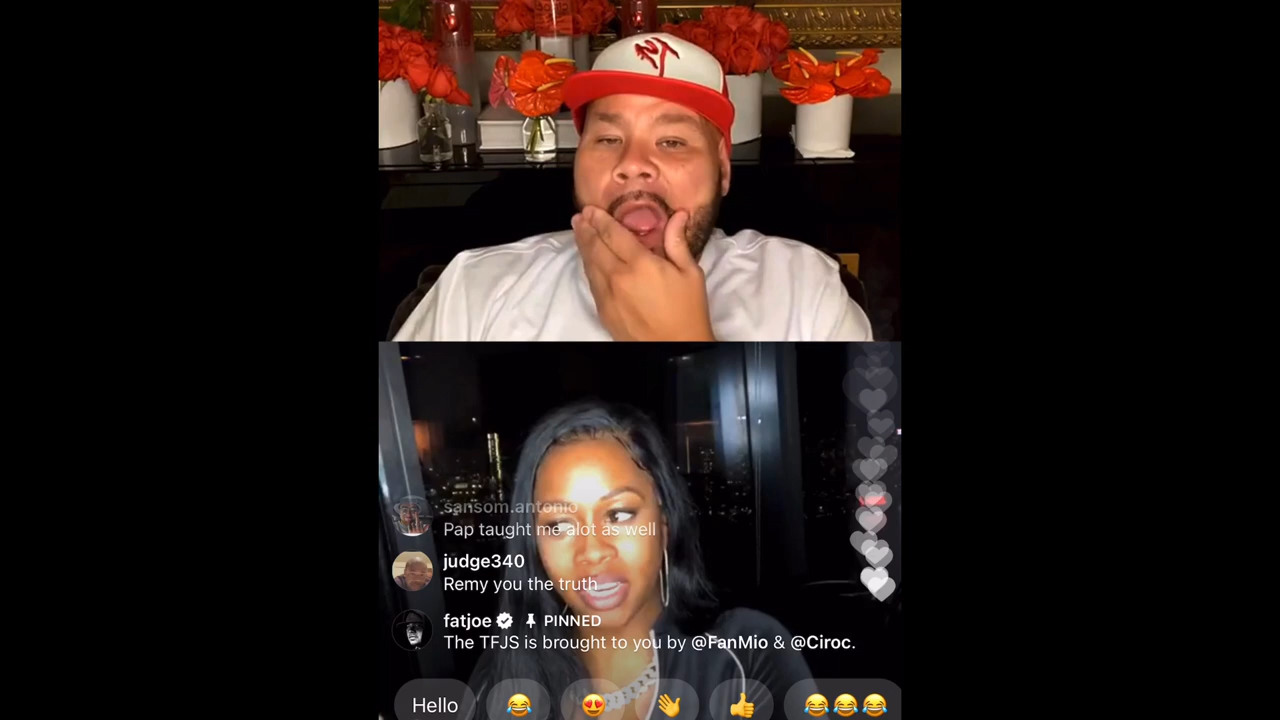 sansom.antonio
Pap taught me alot as well
judge340
Remy you the truth
fatjoe PINNED
The TFJS is brought to you by @FanMio & @Ciroc.
Hello 😂 😍 👋 👍 😂😂😂